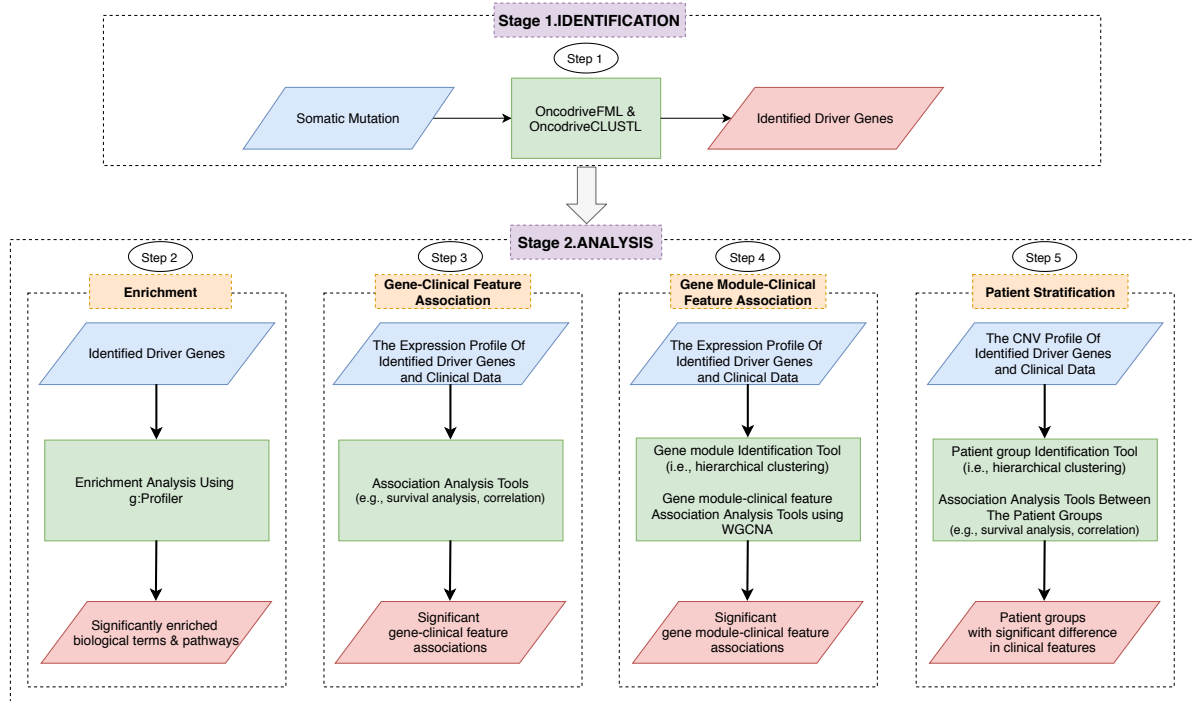 Stage 1.IDENTIFICATION
Step 1
Somatic Mutation
OncodriveFML &
OncodriveCLUSTL
Identified Driver Genes
Stage 2.ANALYSIS
Step 2
Enrichment
Identified Driver Genes
Enrichment Analysis Using
g:Profiler
Significantly enriched
biological terms & pathways
Step 3
Gene-Clinical Feature
Association
The Expression Profile Of
Identified Driver Genes
and Clinical Data
Association Analysis Tools
(e.g., survival analysis, correlation)
Significant
gene-clinical feature
associations
Step 4
Gene Module-Clinical
Feature Association
The Expression Profile Of
Identified Driver Genes
and Clinical Data
Gene module Identification Tool
(i.e., hierarchical clustering)
Gene module-clinical feature
Association Analysis Tools using
WGCNA
Significant
gene module-clinical feature
associations
Step 5
Patient Stratification
The CNV Profile Of
Identified Driver Genes
and Clinical Data
Patient group Identification Tool
(i.e., hierarchical clustering)
Association Analysis Tools Between
The Patient Groups
(e.g., survival analysis, correlation)
Patient groups
with significant difference
in clinical features